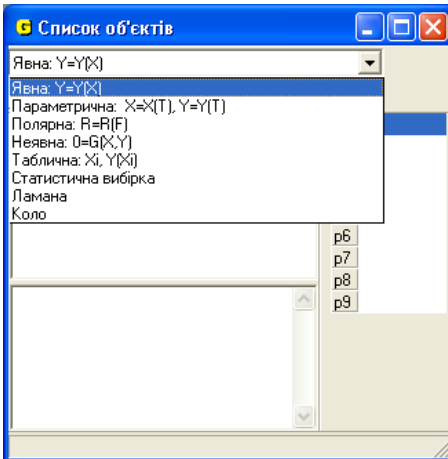 G Список об'єктів
Явна: Y=Y(X)
Явна: Y=Y(X)
Параметрична: X=X(T), Y=Y(T)
Полярна: R=R(F)
Неявна: 0=G(X,Y)
Таблична: Xi, Y(Xi)
Статистична вибірка
Ламана
Коло
p6
p7
p8
p9